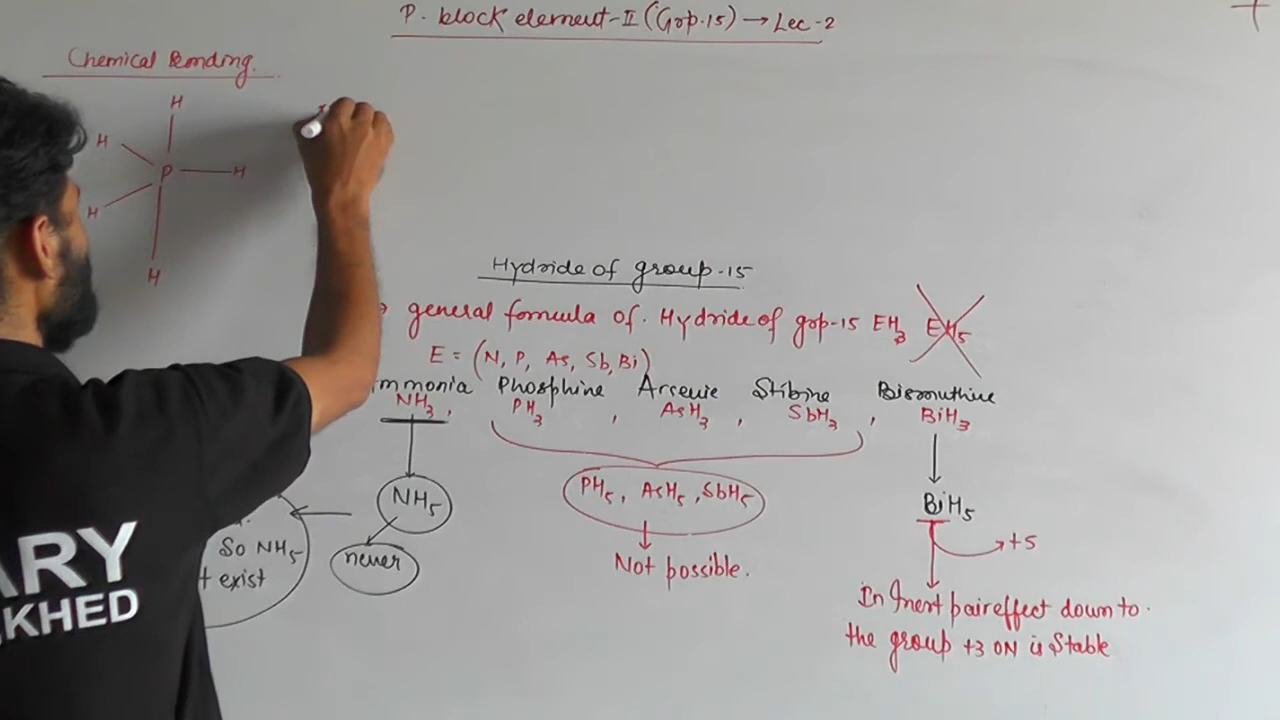 P. block element-II (Gop.15) → Lec-2
Chemical Bonding.
H
H
P — H
H
H
Hydride of group-15
general formula of. Hydride of grop-15 EH3 EH5
E = (N, P, As, Sb, Bi)
mmonia Phosphine Arsenie Stibine Bismuthine
NH3, PH3, AsH3, SbH3, BiH3
NH5 PH5, AsH5, SbH5 BiH5
never Not possible. +5
So NH5
t exist
In Inert pair effect down to.
the group +3 ON is Stable
ARY
KHED